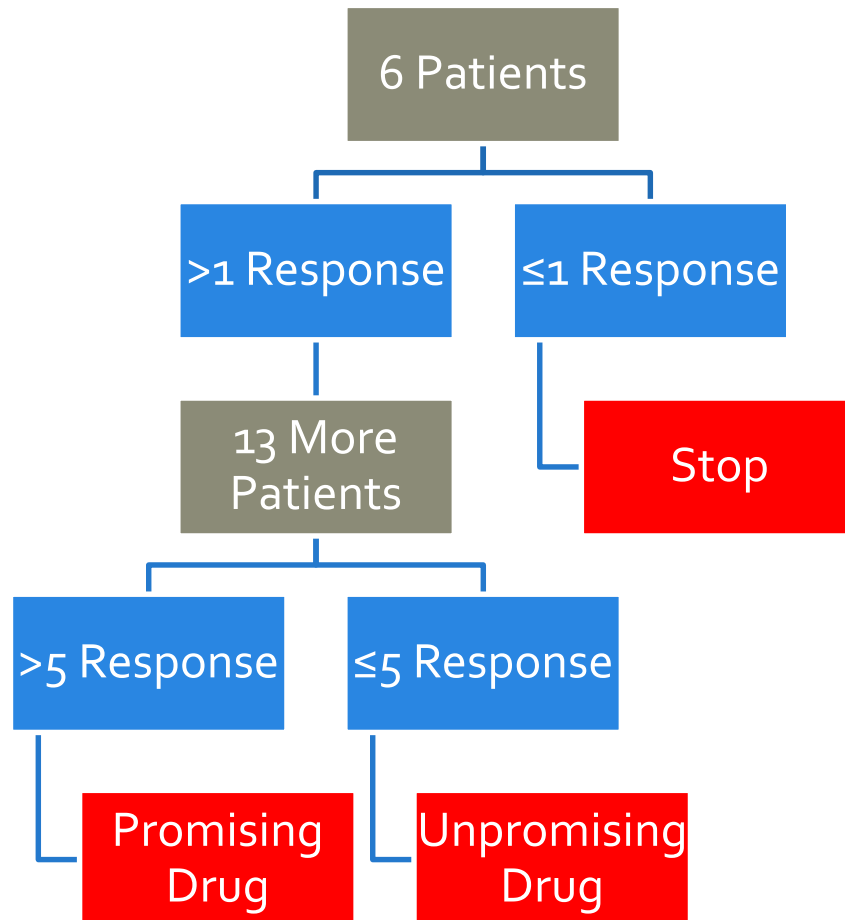 6 Patients
>1 Response
≤1 Response
13 More
Patients
Stop
>5 Response
≤5 Response
Promising
Drug
Unpromising
Drug